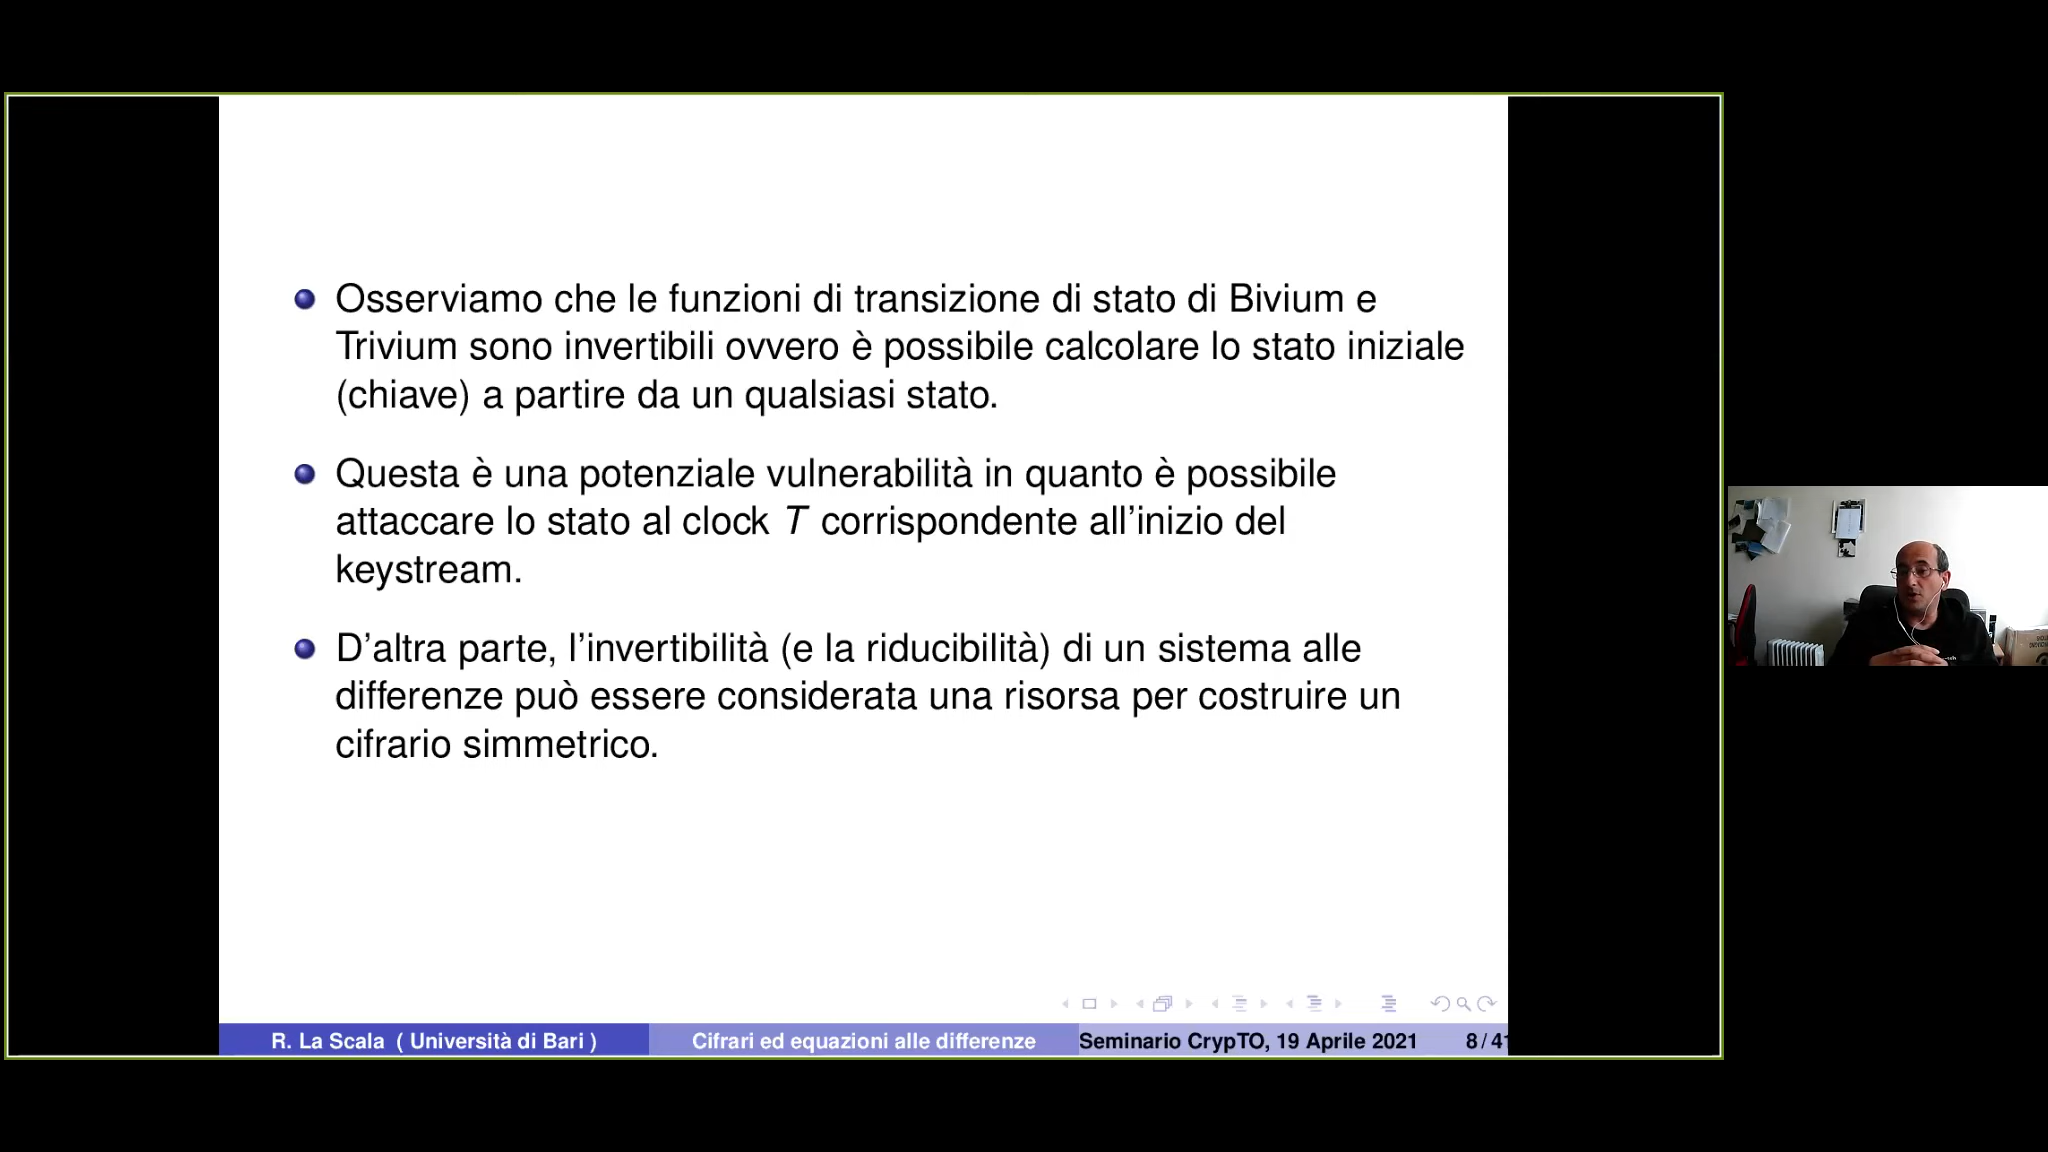 Osserviamo che le funzioni di transizione di stato di Bivium e
Trivium sono invertibili ovvero è possibile calcolare lo stato iniziale
(chiave) a partire da un qualsiasi stato.
Questa è una potenziale vulnerabilità in quanto è possibile
attaccare lo stato al clock T corrispondente all'inizio del
keystream.
D'altra parte, l'invertibilità (e la riducibilità) di un sistema alle
differenze può essere considerata una risorsa per costruire un
cifrario simmetrico.
R. La Scala ( Università di Bari ) Cifrari ed equazioni alle differenze Seminario CrypTO, 19 Aprile 2021 8 / 41